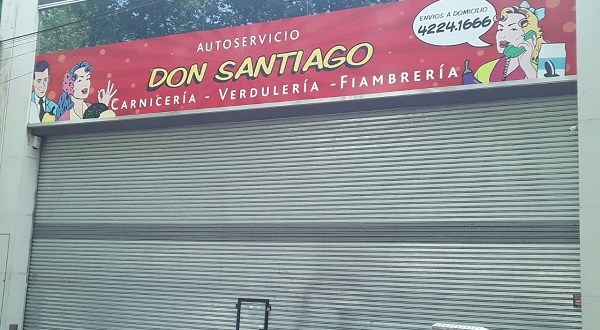 AUTOSERVICIO
DON SANTIAGO
CARNICERÍA - VERDULERÍA - FIAMBRERÍA
ENVIOS A DOMICILIO
4224.1666